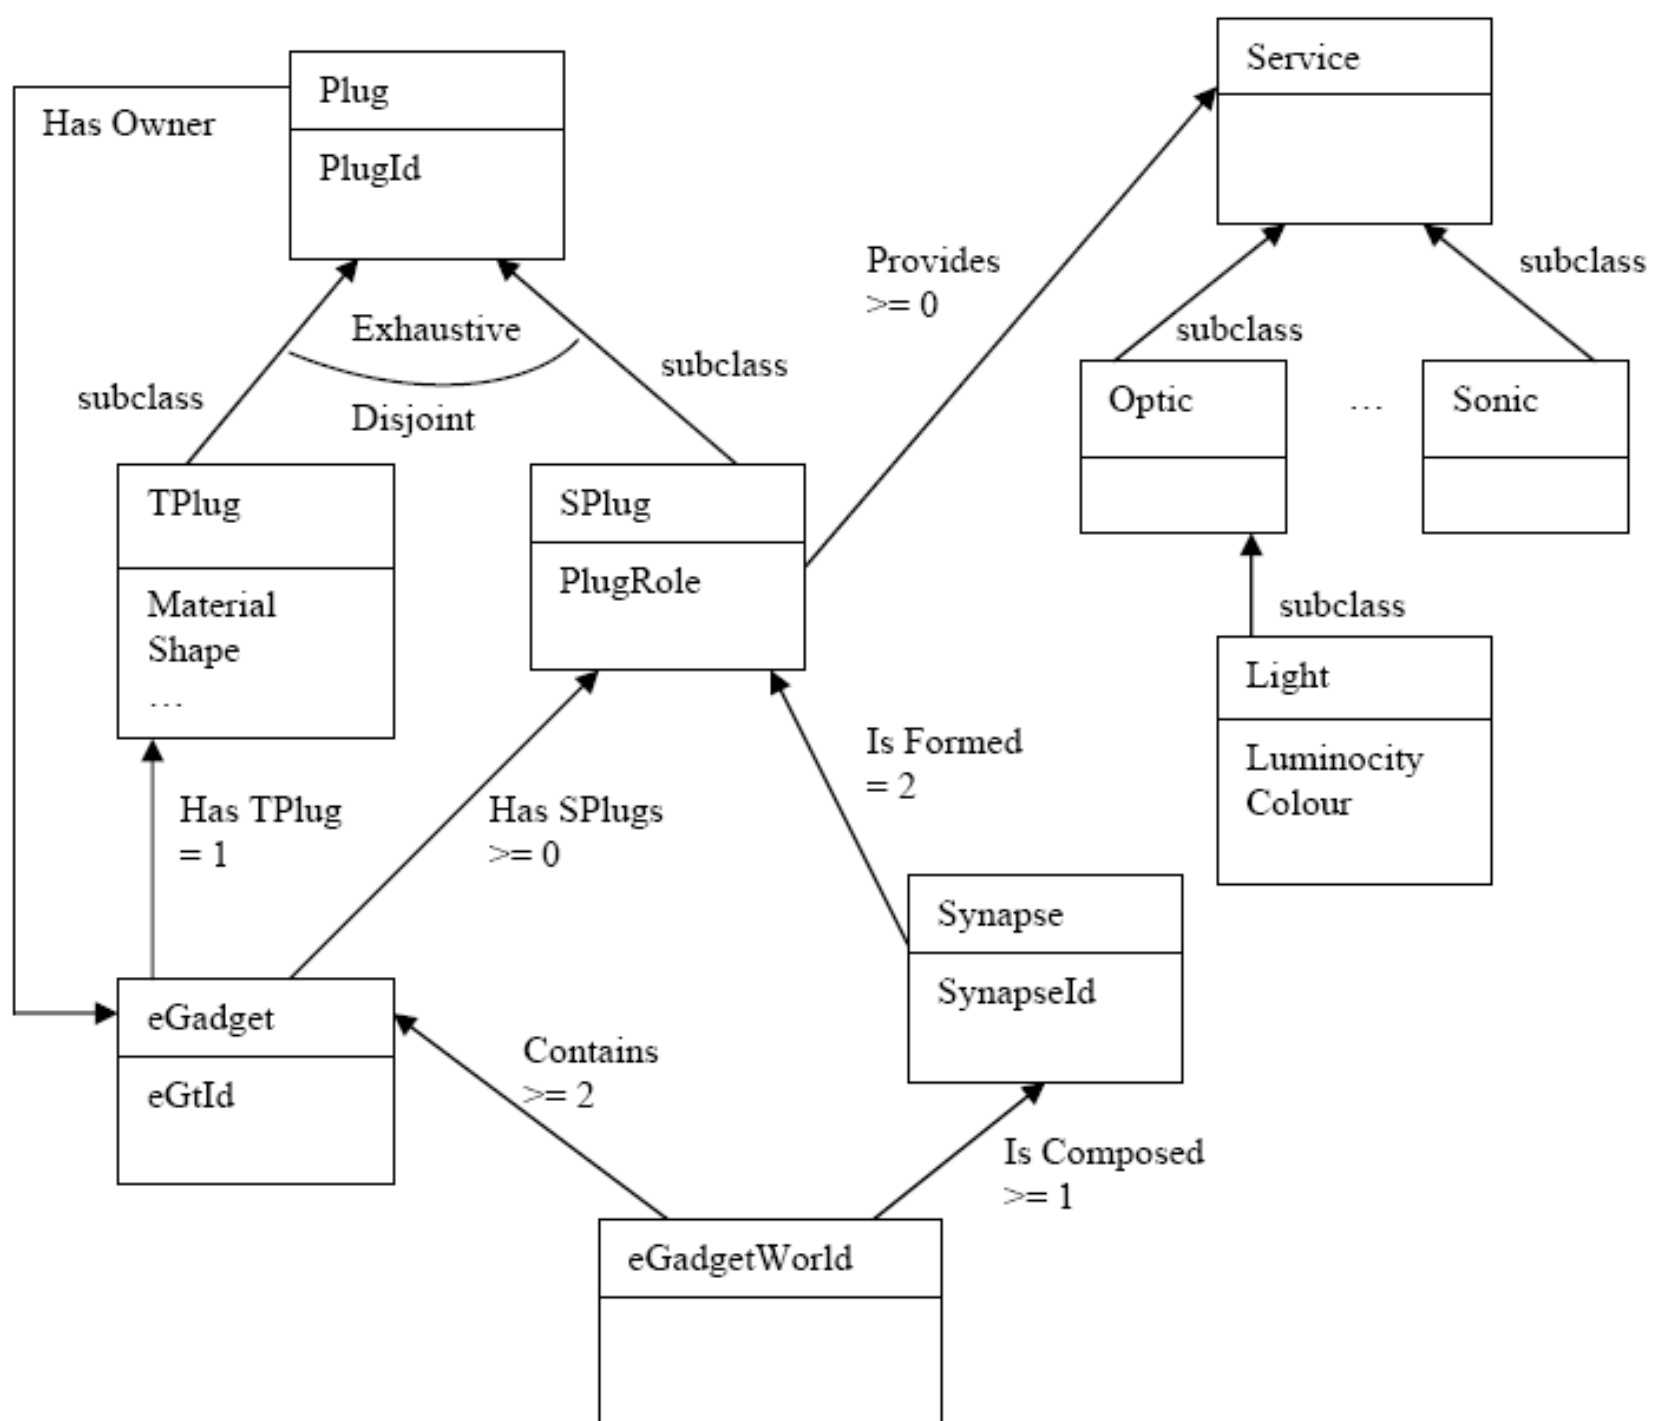 Plug
PlugId
Has Owner
Service
Provides
>= 0
subclass
subclass
Exhaustive
Disjoint
subclass
subclass
Optic
...
Sonic
TPlug
Material
Shape
...
SPlug
PlugRole
subclass
Light
Luminocity
Colour
Is Formed
= 2
Has TPlug
= 1
Has SPlugs
>= 0
Synapse
SynapseId
eGadget
eGtId
Contains
>= 2
Is Composed
>= 1
eGadgetWorld